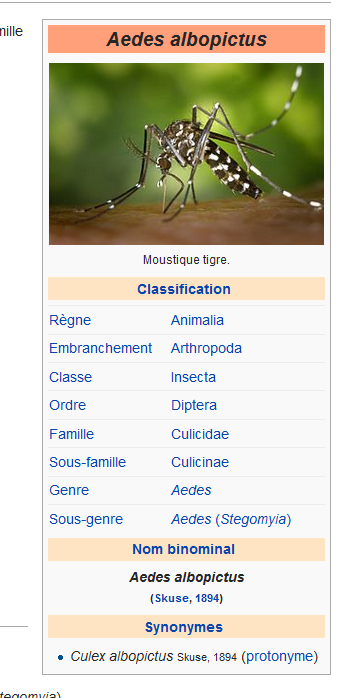 mille
Aedes albopictus
Moustique tigre.
Classification
Règne Animalia
Embranchement Arthropoda
Classe Insecta
Ordre Diptera
Famille Culicidae
Sous-famille Culicinae
Genre Aedes
Sous-genre Aedes (Stegomyia)
Nom binominal
Aedes albopictus
(Skuse, 1894)
Synonymes
• Culex albopictus Skuse, 1894 (protonyme)
tegomyia)